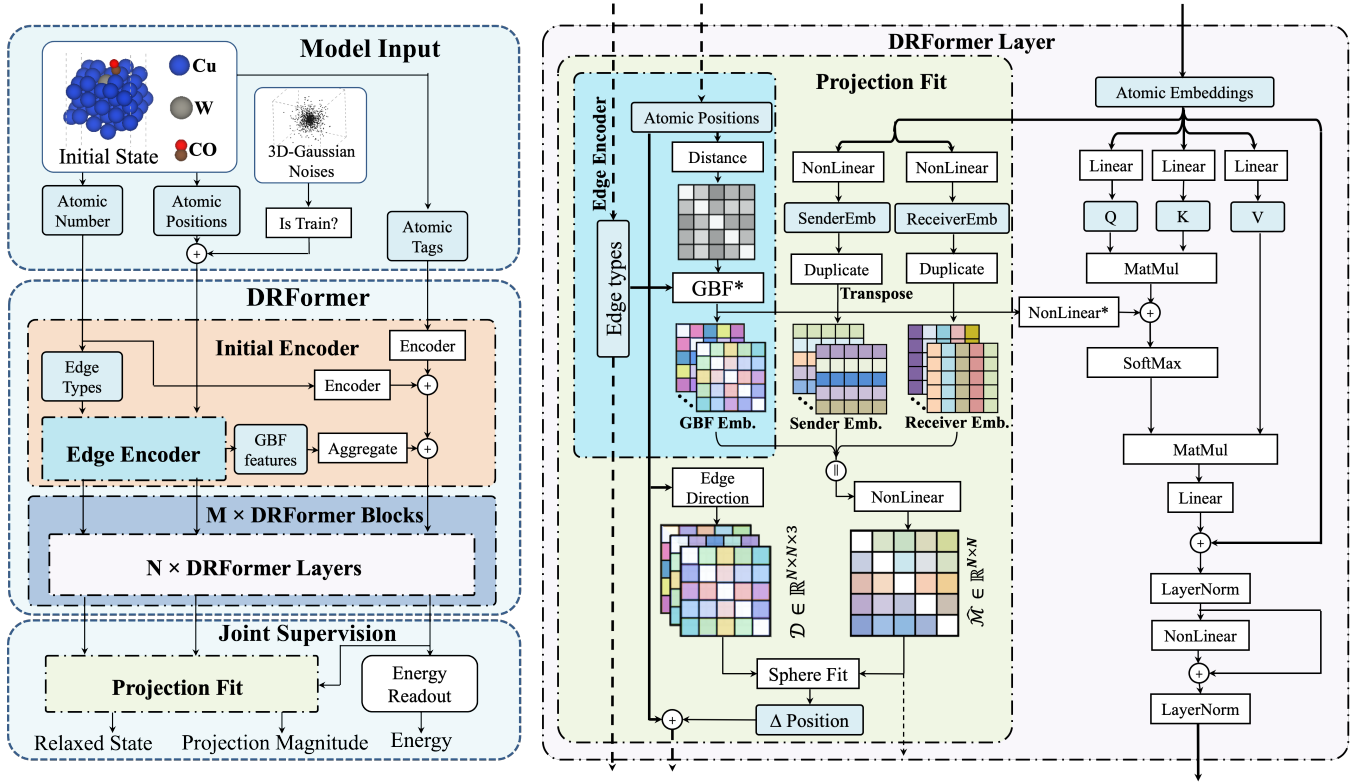 Model Input
Cu
W
CO
Initial State
3D-Gaussian
Noises
Atomic
Number
Atomic
Positions
Is Train?
Atomic
Tags
+
DRFormer
Initial Encoder
Encoder
Edge
Types
Encoder
+
Edge Encoder
GBF
features
Aggregate
+
M × DRFormer Blocks
N × DRFormer Layers
Joint Supervision
Projection Fit
Energy
Readout
Relaxed State
Projection Magnitude
Energy
DRFormer Layer
Projection Fit
Edge Encoder
Atomic Positions
Distance
Edge types
GBF*
GBF Emb.
NonLinear
NonLinear
SenderEmb
ReceiverEmb
Duplicate
Duplicate
Transpose
Sender Emb.
Receiver Emb.
||
Edge
Direction
NonLinear
𝒟 ∈ ℝ^{N×N×3}
ℳ̂ ∈ ℝ^{N×N}
Sphere Fit
Δ Position
+
Atomic Embeddings
Linear
Linear
Linear
Q
K
V
MatMul
NonLinear*
+
SoftMax
MatMul
Linear
+
LayerNorm
NonLinear
+
LayerNorm